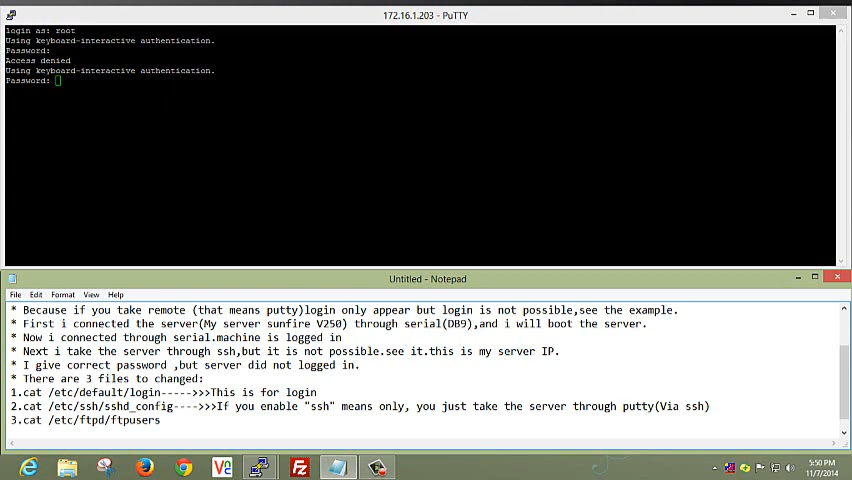 172.16.1.203 - PuTTY
login as: root
Using keyboard-interactive authentication.
Password:
Access denied
Using keyboard-interactive authentication.
Password:
Untitled - Notepad
File Edit Format View Help
* Because if you take remote (that means putty)login only appear but login is not possible,see the example.
* First i connected the server(My server sunfire V250) through serial(DB9),and i will boot the server.
* Now i connected through serial.machine is logged in
* Next i take the server through ssh,but it is not possible.see it.this is my server IP.
* I give correct password ,but server did not logged in.
* There are 3 files to changed:
1.cat /etc/default/login----->>>This is for login
2.cat /etc/ssh/sshd_config---->>>If you enable "ssh" means only, you just take the server through putty(Via ssh)
3.cat /etc/ftpd/ftpusers
5:50 PM
11/7/2014